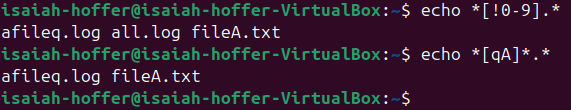 isaiah-hoffer@isaiah-hoffer-VirtualBox:~$ echo *[!0-9].*
afileq.log all.log fileA.txt
isaiah-hoffer@isaiah-hoffer-VirtualBox:~$ echo *[qA]*.*
afileq.log fileA.txt
isaiah-hoffer@isaiah-hoffer-VirtualBox:~$